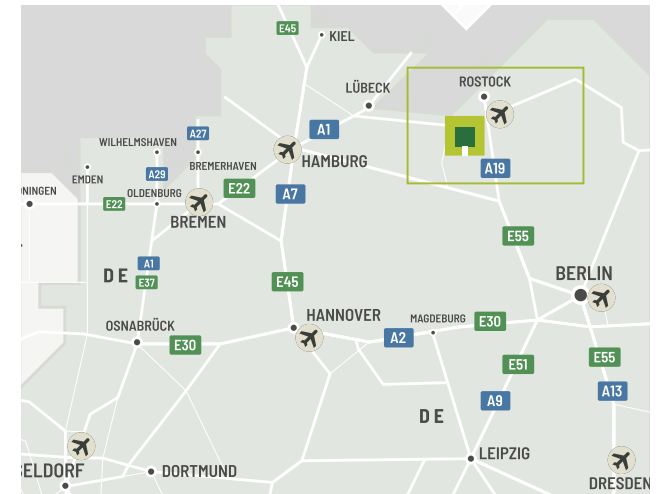 E45
KIEL
LÜBECK
ROSTOCK
A27
A1
WILHELMSHAVEN
BREMERHAVEN
HAMBURG
A29
A19
EMDEN
E22
A7
NINGEN
OLDENBURG
E22
BREMEN
E55
A1
DE
E37
BERLIN
E45
OSNABRÜCK
HANNOVER
MAGDEBURG
E30
E30
A2
E55
E51
A13
A9
DE
LEIPZIG
ELDORF
DORTMUND
DRESDEN